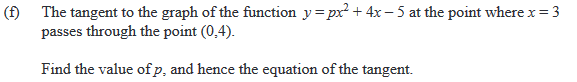 (f) The tangent to the graph of the function y = px² + 4x – 5 at the point where x = 3
passes through the point (0,4).
Find the value of p, and hence the equation of the tangent.